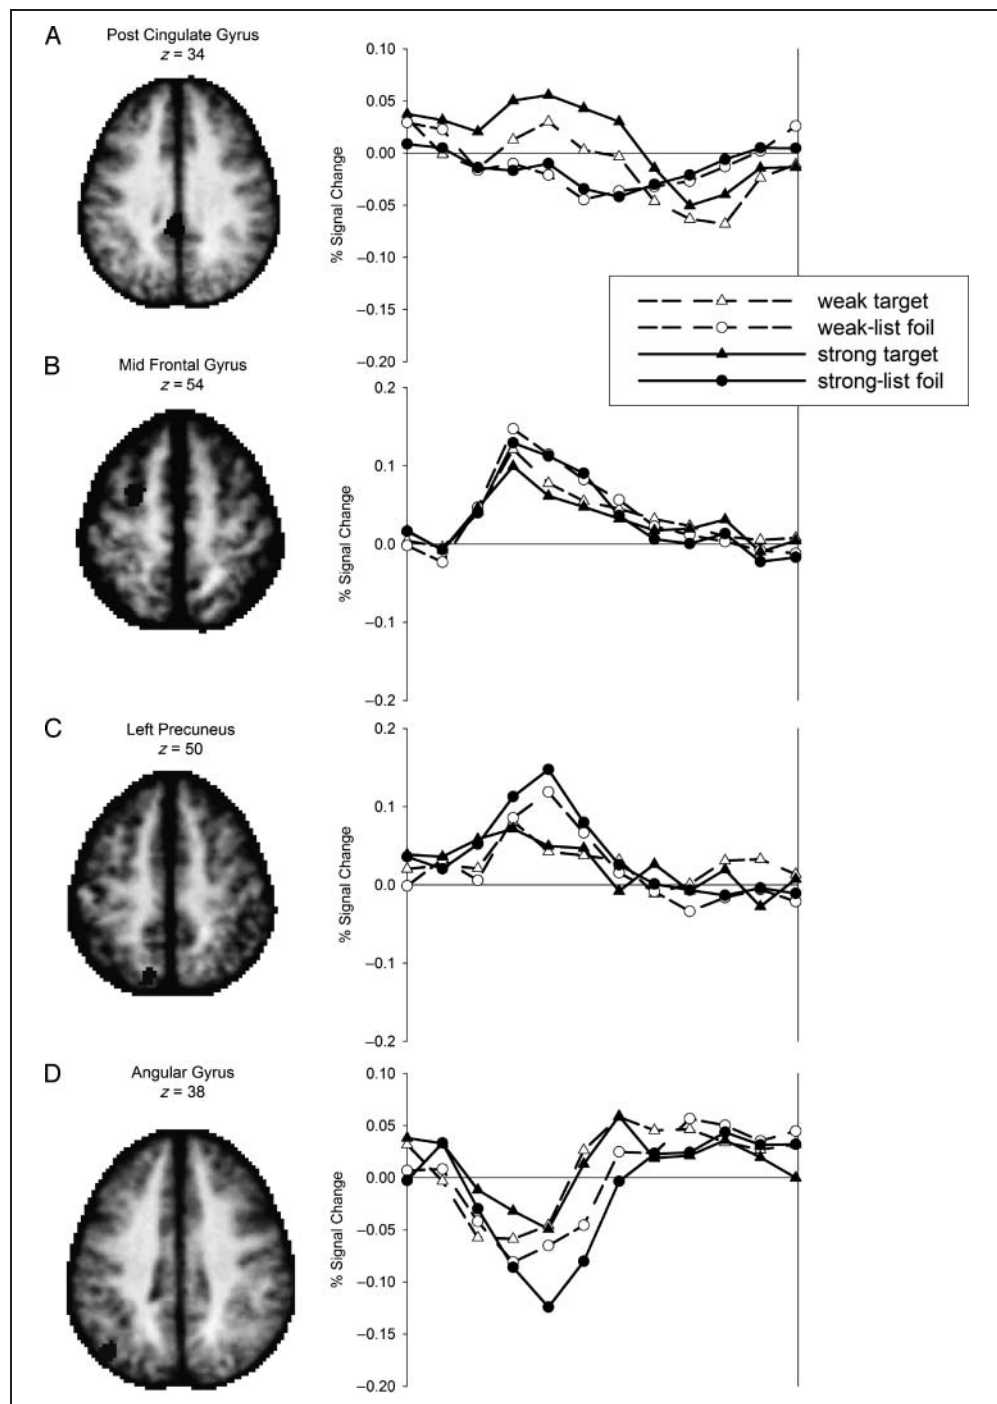 A
Post Cingulate Gyrus
z = 34
% Signal Change
0.10
0.05
0.00
–0.05
–0.10
–0.15
–0.20
weak target
weak-list foil
strong target
strong-list foil
B
Mid Frontal Gyrus
z = 54
% Signal Change
0.2
0.1
0.0
–0.1
–0.2
C
Left Precuneus
z = 50
% Signal Change
0.2
0.1
0.0
–0.1
–0.2
D
Angular Gyrus
z = 38
% Signal Change
0.10
0.05
0.00
–0.05
–0.10
–0.15
–0.20